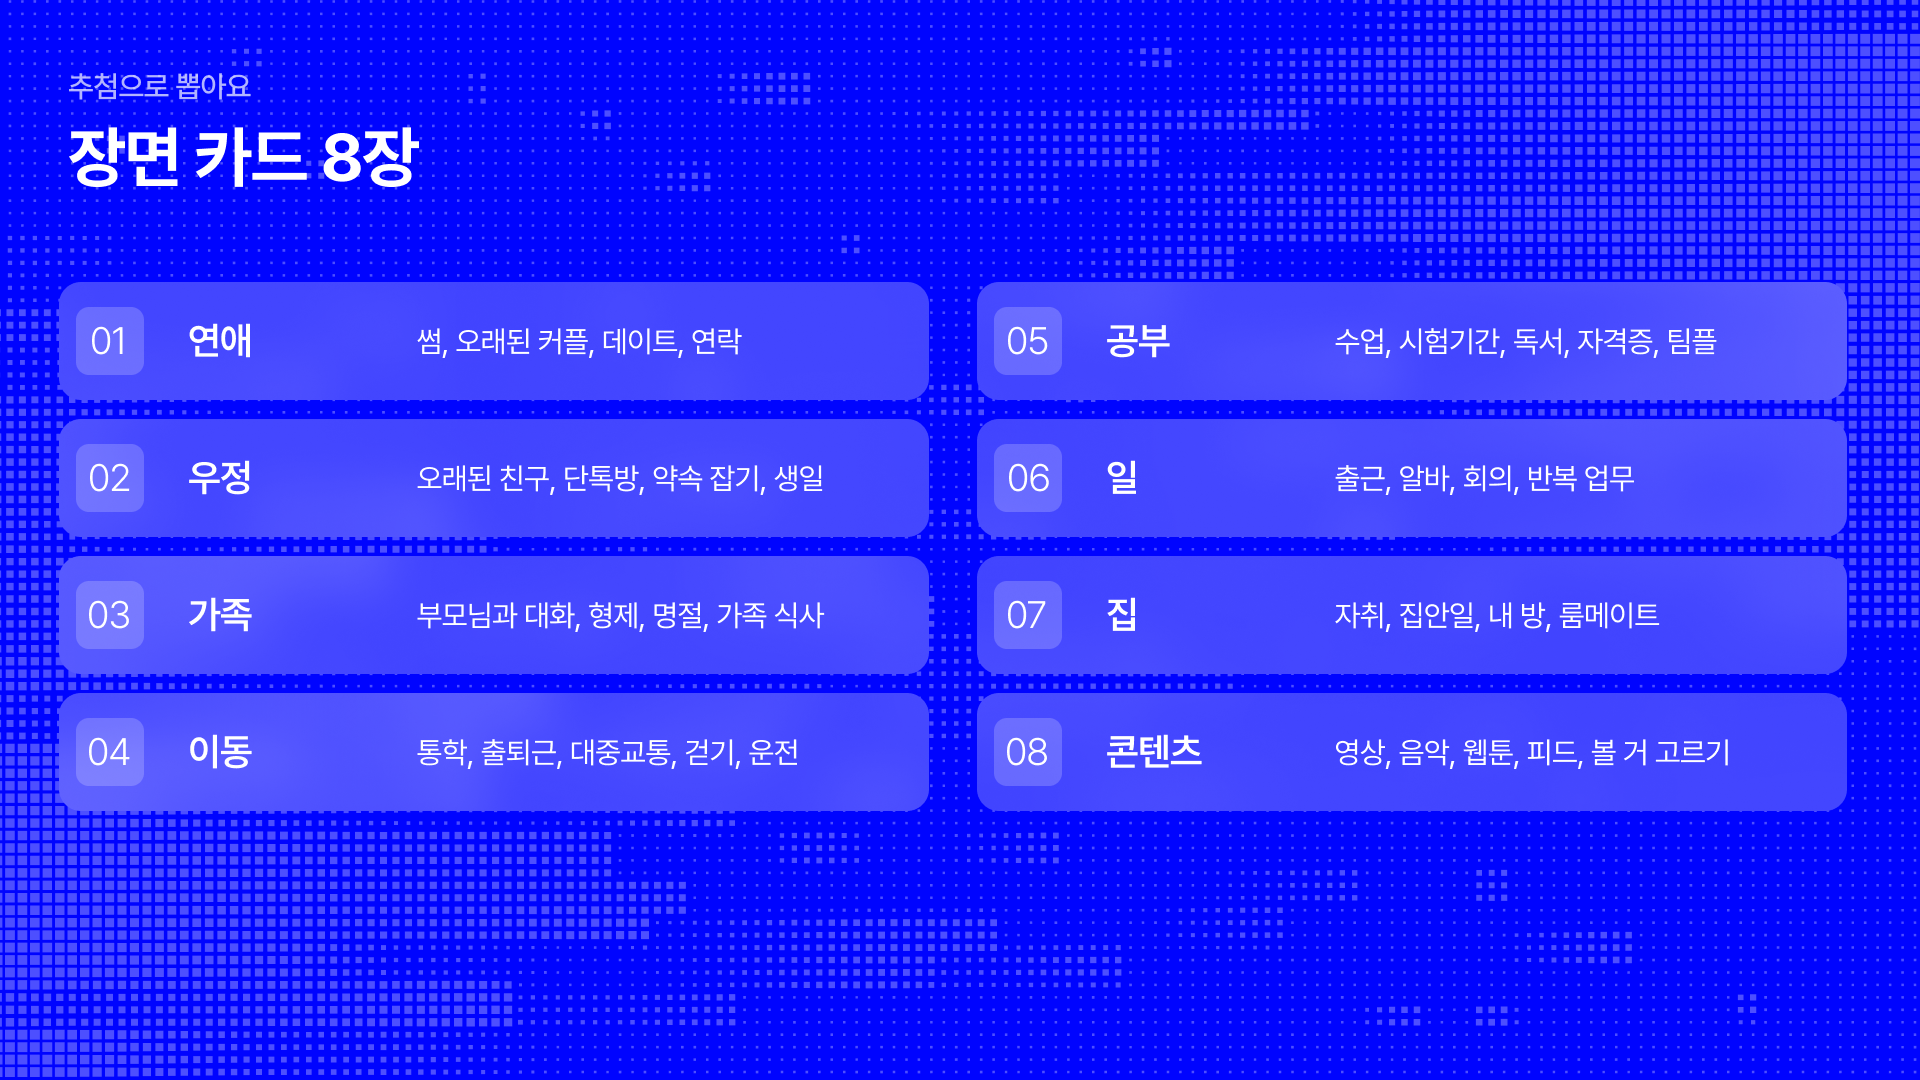 추첨으로 뽑아요
장면 카드 8장
01 연애 썸, 오래된 커플, 데이트, 연락
02 우정 오래된 친구, 단톡방, 약속 잡기, 생일
03 가족 부모님과 대화, 형제, 명절, 가족 식사
04 이동 통학, 출퇴근, 대중교통, 걷기, 운전
05 공부 수업, 시험기간, 독서, 자격증, 팀플
06 일 출근, 알바, 회의, 반복 업무
07 집 자취, 집안일, 내 방, 룸메이트
08 콘텐츠 영상, 음악, 웹툰, 피드, 볼 거 고르기